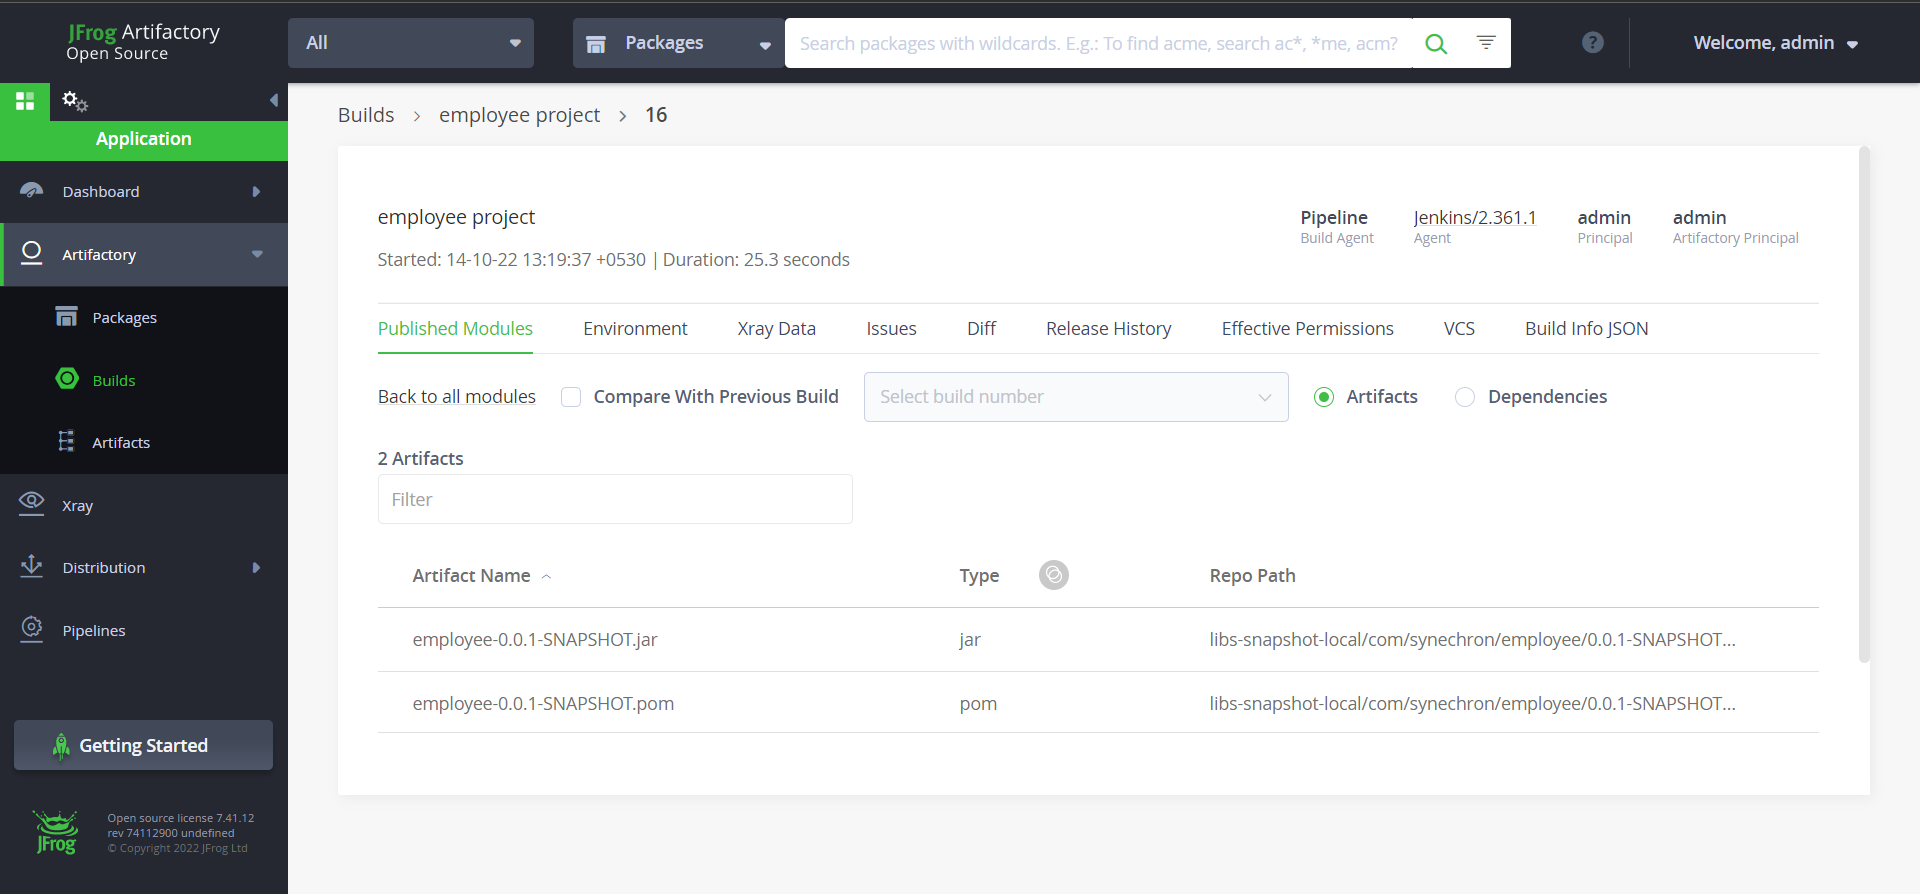 JFrog Artifactory
Open Source
All
Packages
Search packages with wildcards. E.g.: To find acme, search ac*, *me, acm?
?
Welcome, admin
Application
Dashboard
Artifactory
Packages
Builds
Artifacts
Xray
Distribution
Pipelines
Getting Started
JFrog
Open source license 7.41.12
rev 74112900 undefined
© Copyright 2022 JFrog Ltd
Builds > employee project > 16
employee project
Started: 14-10-22 13:19:37 +0530 | Duration: 25.3 seconds
Pipeline
Build Agent
Jenkins/2.361.1
Agent
admin
Principal
admin
Artifactory Principal
Published Modules Environment Xray Data Issues Diff Release History Effective Permissions VCS Build Info JSON
Back to all modules Compare With Previous Build Select build number Artifacts Dependencies
2 Artifacts
Filter
Artifact Name Type Repo Path
employee-0.0.1-SNAPSHOT.jar jar libs-snapshot-local/com/synechron/employee/0.0.1-SNAPSHOT...
employee-0.0.1-SNAPSHOT.pom pom libs-snapshot-local/com/synechron/employee/0.0.1-SNAPSHOT...